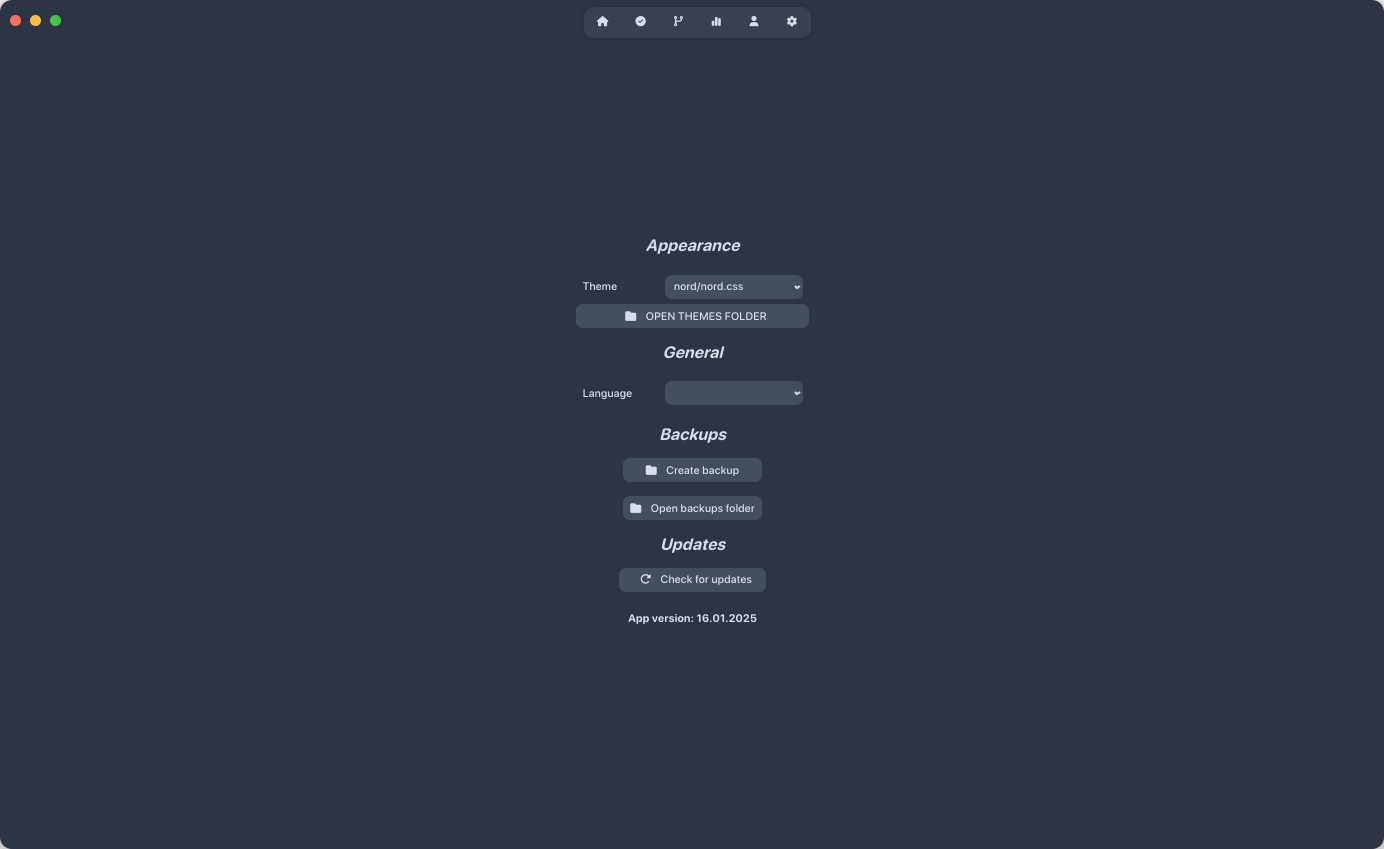 Appearance
Theme nord/nord.css
OPEN THEMES FOLDER
General
Language
Backups
Create backup
Open backups folder
Updates
Check for updates
App version: 16.01.2025